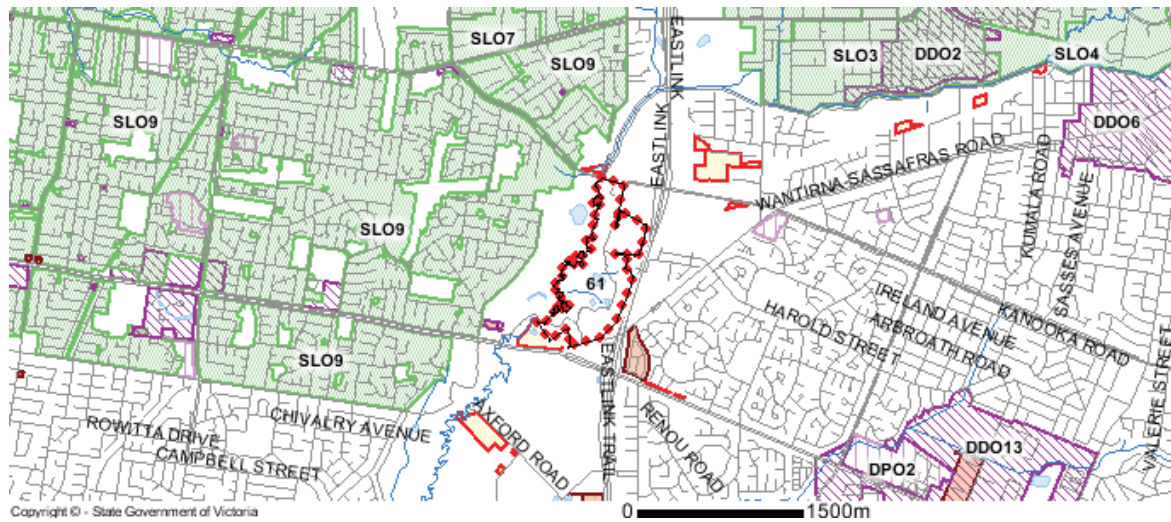 SLO7
SLO9
EASTLINK
SLO3
DDO2
SLO4
SLO9
DDO6
EASTLINK
WANTIRNA SASSAFRAS ROAD
KUMALA ROAD
SASSES AVENUE
SLO9
61
HAROLD STREET
IRELAND AVENUE
ARBROATH ROAD
KANOOKA ROAD
VALERIE STREET
SLO9
EASTLINK TRAIL
ROWITTA DRIVE
CHIVALRY AVENUE
CAMPBELL STREET
AXFORD ROAD
RENOU ROAD
DDO13
DPO2
Copyright © - State Government of Victoria
0 1500m